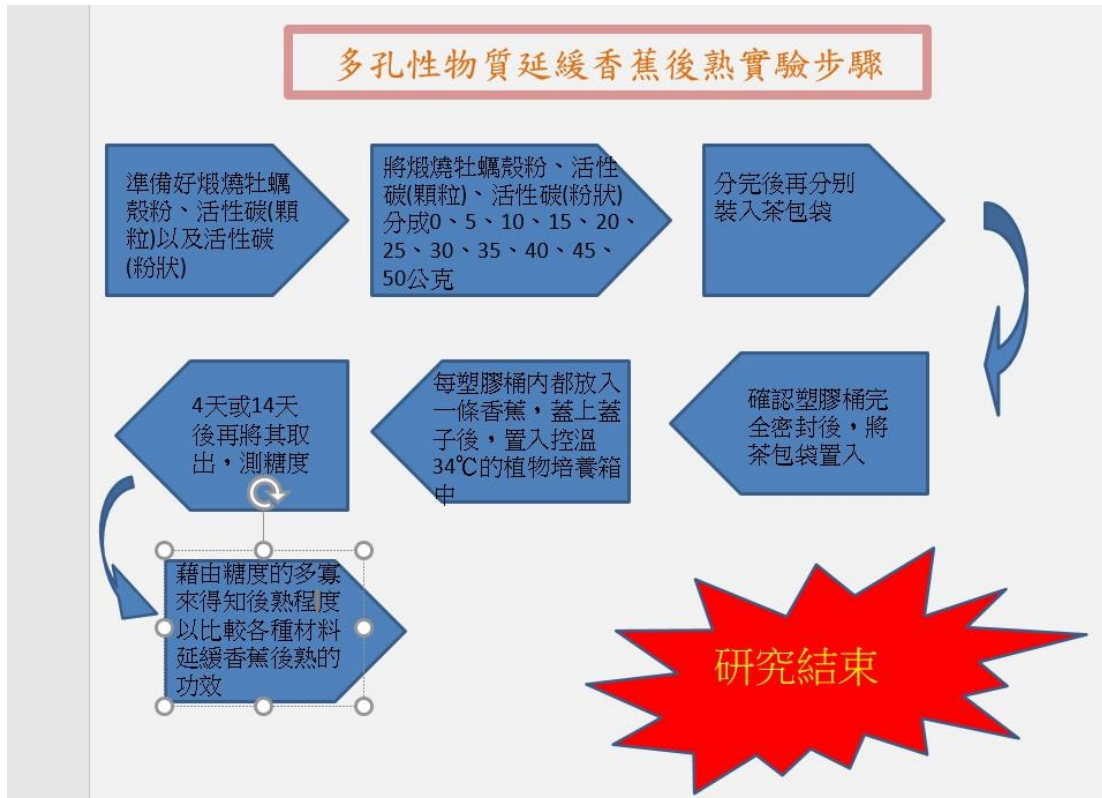 多孔性物質延緩香蕉後熟實驗步驟
準備好煅燒牡蠣
殼粉、活性碳(顆
粒)以及活性碳
(粉狀)
將煅燒牡蠣殼粉、活性
碳(顆粒)、活性碳(粉狀)
分成0、5、10、15、20、
25、30、35、40、45、
50公克
分完後再分別
裝入茶包袋
確認塑膠桶完
全密封後，將
茶包袋置入
每塑膠桶內都放入
一條香蕉，蓋上蓋
子後，置入控溫
34℃的植物培養箱
中
4天或14天
後再將其取
出，測糖度
藉由糖度的多寡
來得知後熟程度
以比較各種材料
延緩香蕉後熟的
功效
研究結束